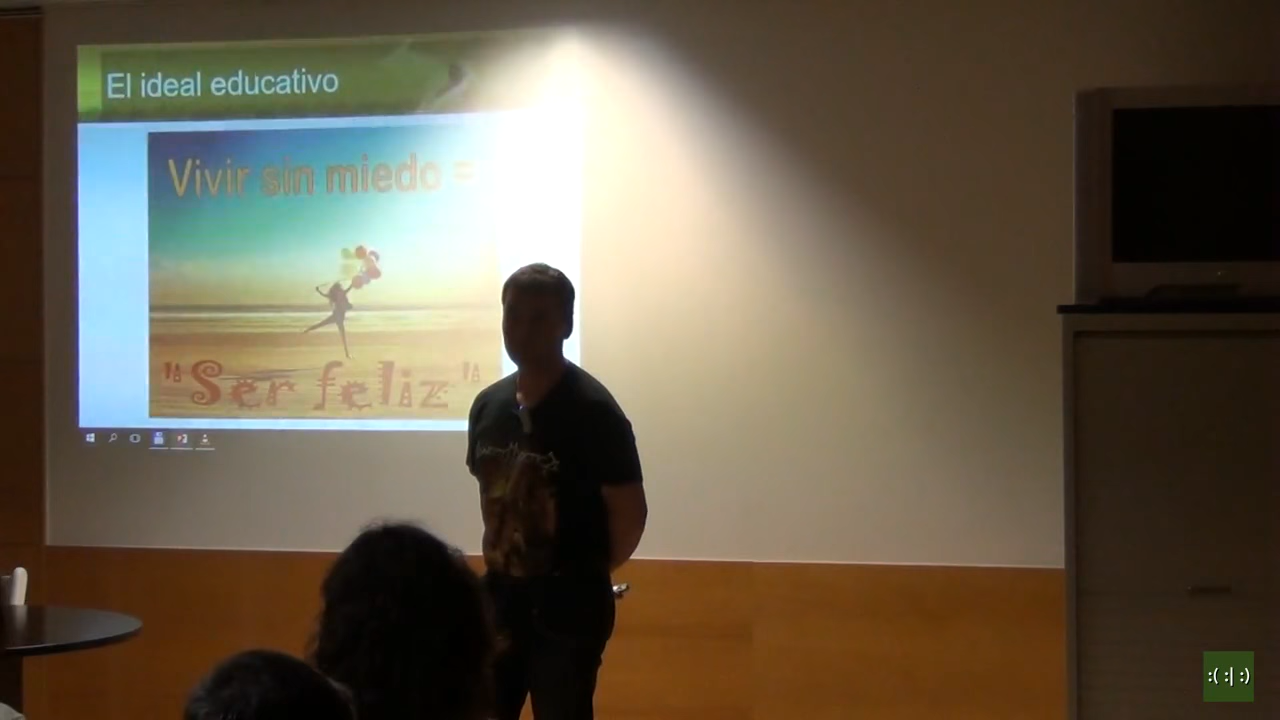 El ideal educativo
Vivir sin miedo =
"Ser feliz"
:( :| :)